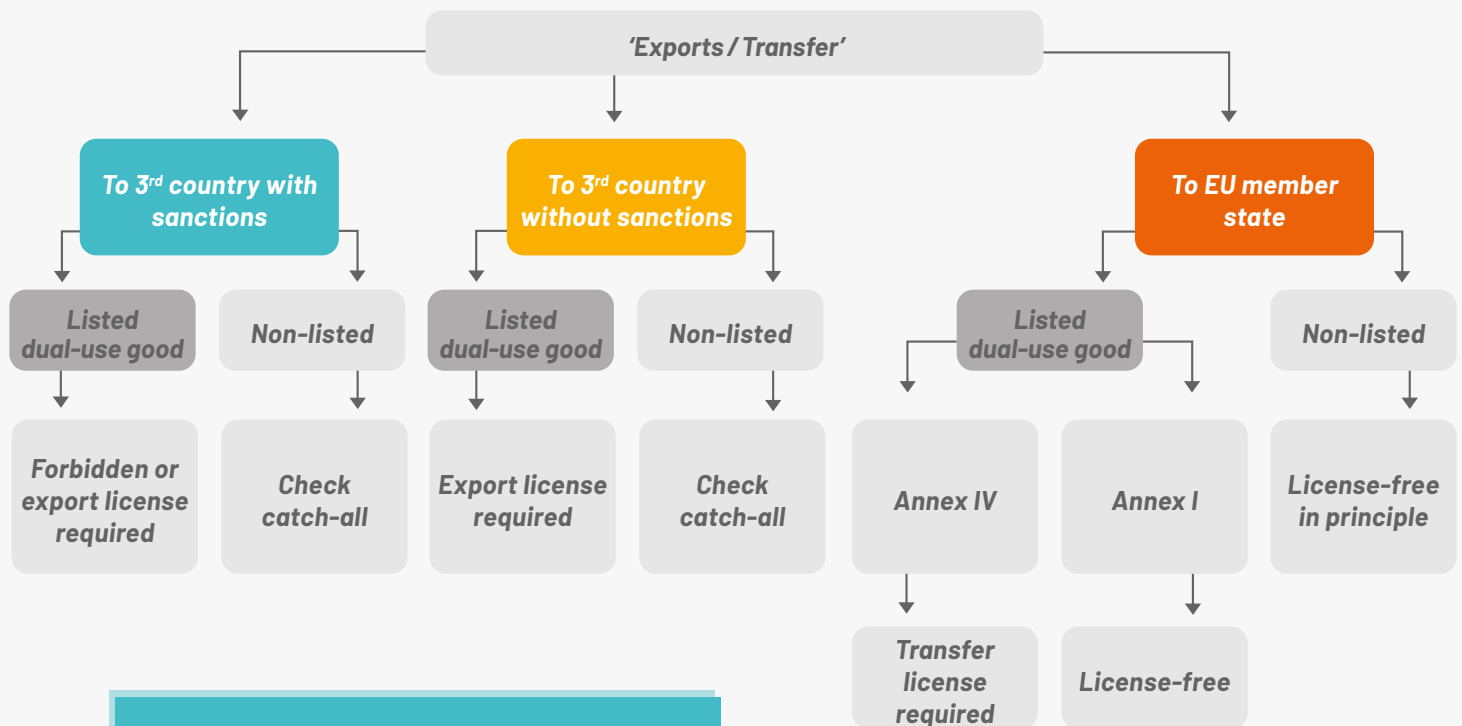 ‘Exports / Transfer’
To 3rd country with
sanctions
To 3rd country
without sanctions
To EU member
state
Listed
dual-use good
Non-listed
Listed
dual-use good
Non-listed
Listed
dual-use good
Non-listed
Forbidden or
export license
required
Check
catch-all
Export license
required
Check
catch-all
Annex IV
Annex I
License-free
in principle
Transfer
license
required
License-free